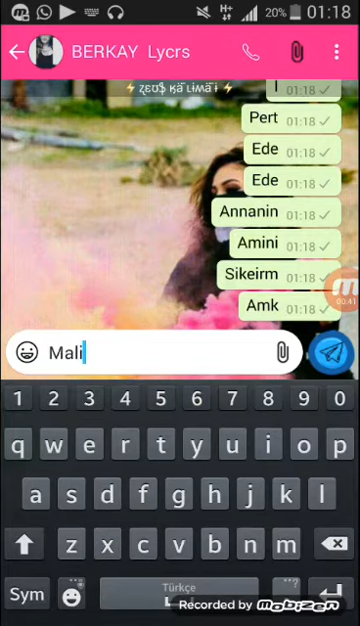 H+ 20% 01:18
BERKAY Lycrs
01:18
Pert 01:18
Ede 01:18
Ede 01:18
Annanin 01:18
Amini 01:18
Sikeirm 01:18
Amk 01:18
00:41
Mali
1 2 3 4 5 6 7 8 9 0
q w e r t y u i o p
a s d f g h j k l
z x c v b n m
Sym Türkçe
Recorded by mobizen